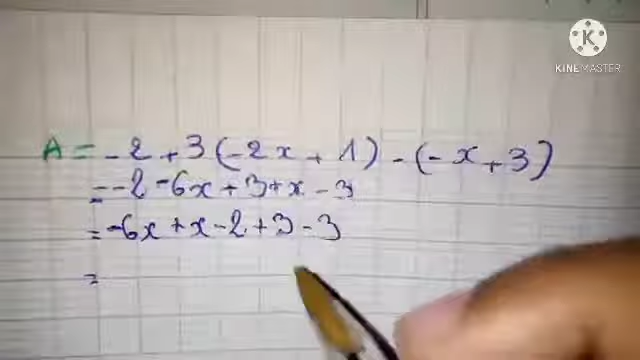 KINEMASTER
A = -2 + 3(-2x + 1) - (-x + 3)
= -2 -6x + 3 + x - 3
= -6x + x - 2 + 3 - 3
=